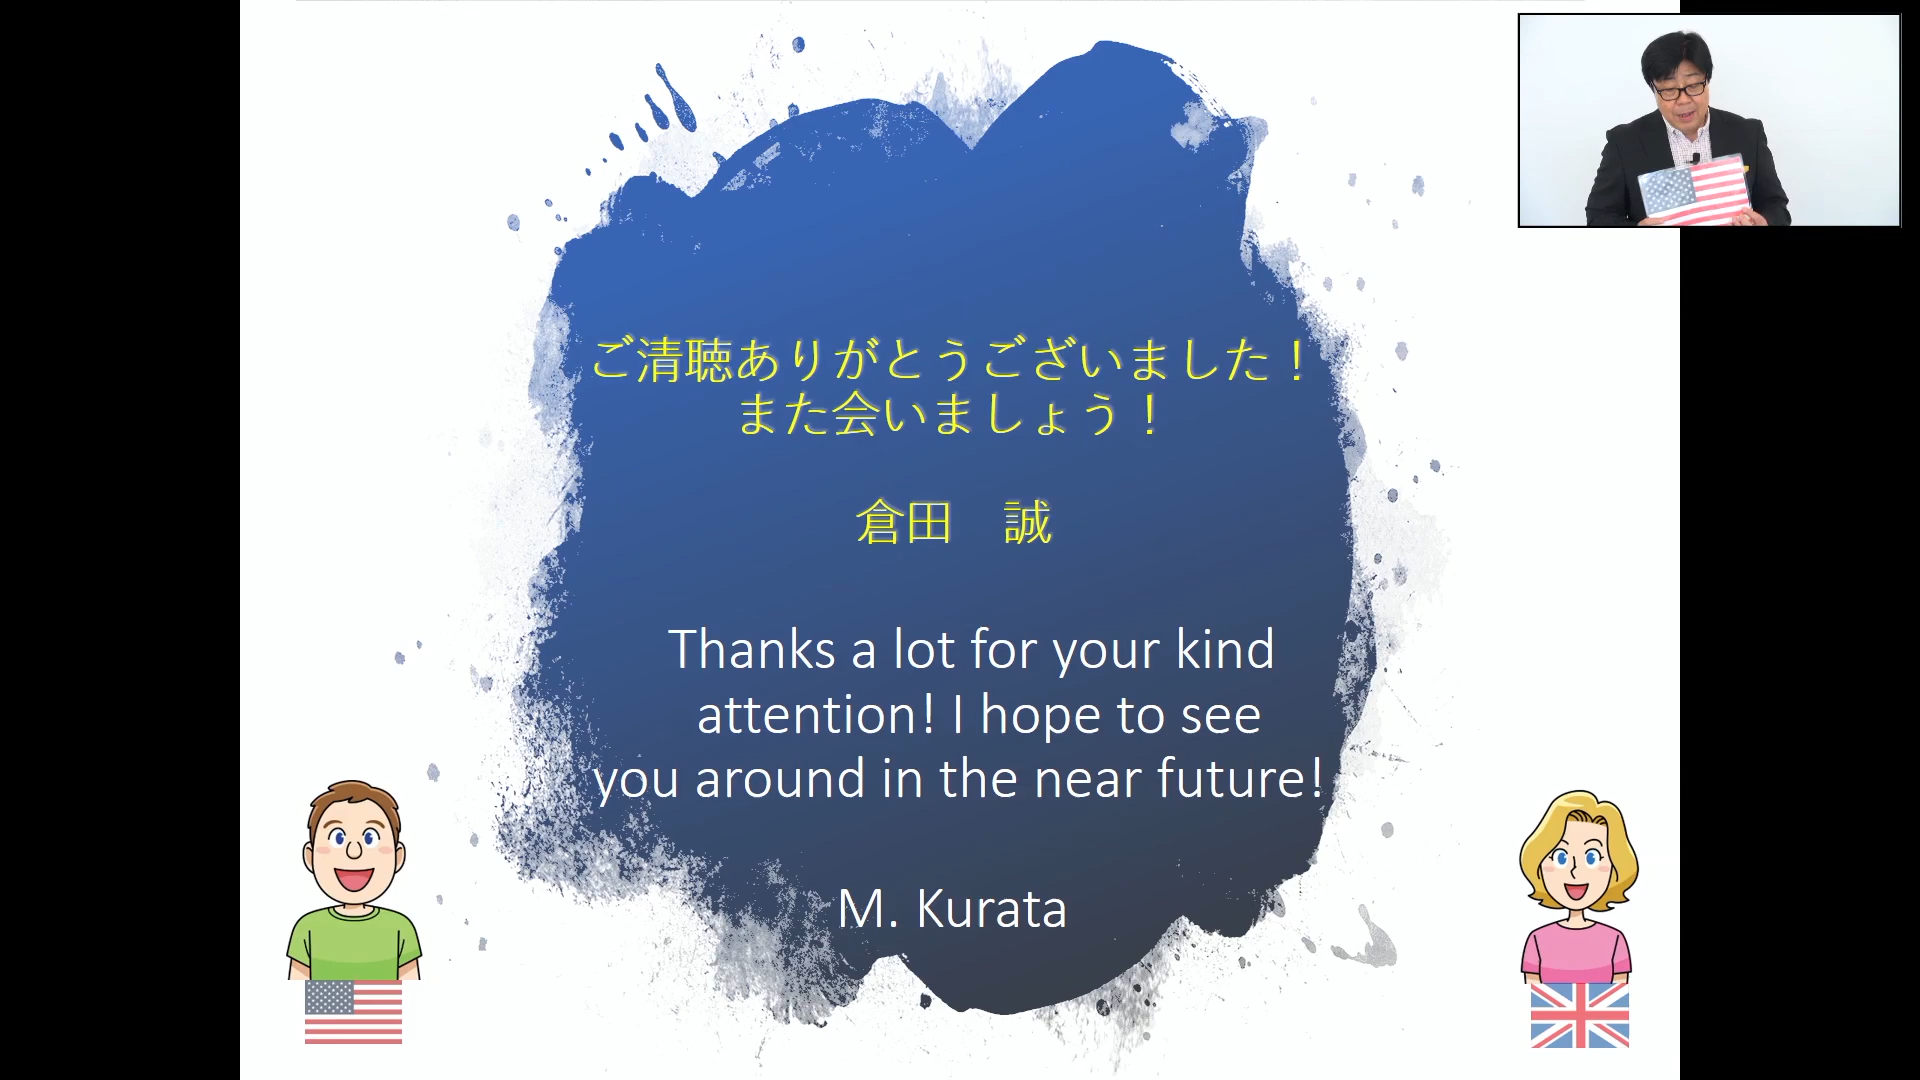 ご清聴ありがとうございました！
また会いましょう！
倉田　誠
Thanks a lot for your kind
attention! I hope to see
you around in the near future!
M. Kurata